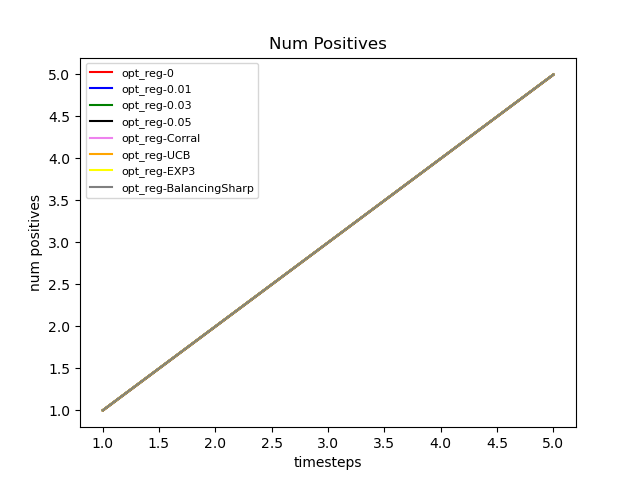 Num Positives
opt_reg-0
opt_reg-0.01
opt_reg-0.03
opt_reg-0.05
opt_reg-Corral
opt_reg-UCB
opt_reg-EXP3
opt_reg-BalancingSharp
num positives
5.0
4.5
4.0
3.5
3.0
2.5
2.0
1.5
1.0
1.0 1.5 2.0 2.5 3.0 3.5 4.0 4.5 5.0
timesteps